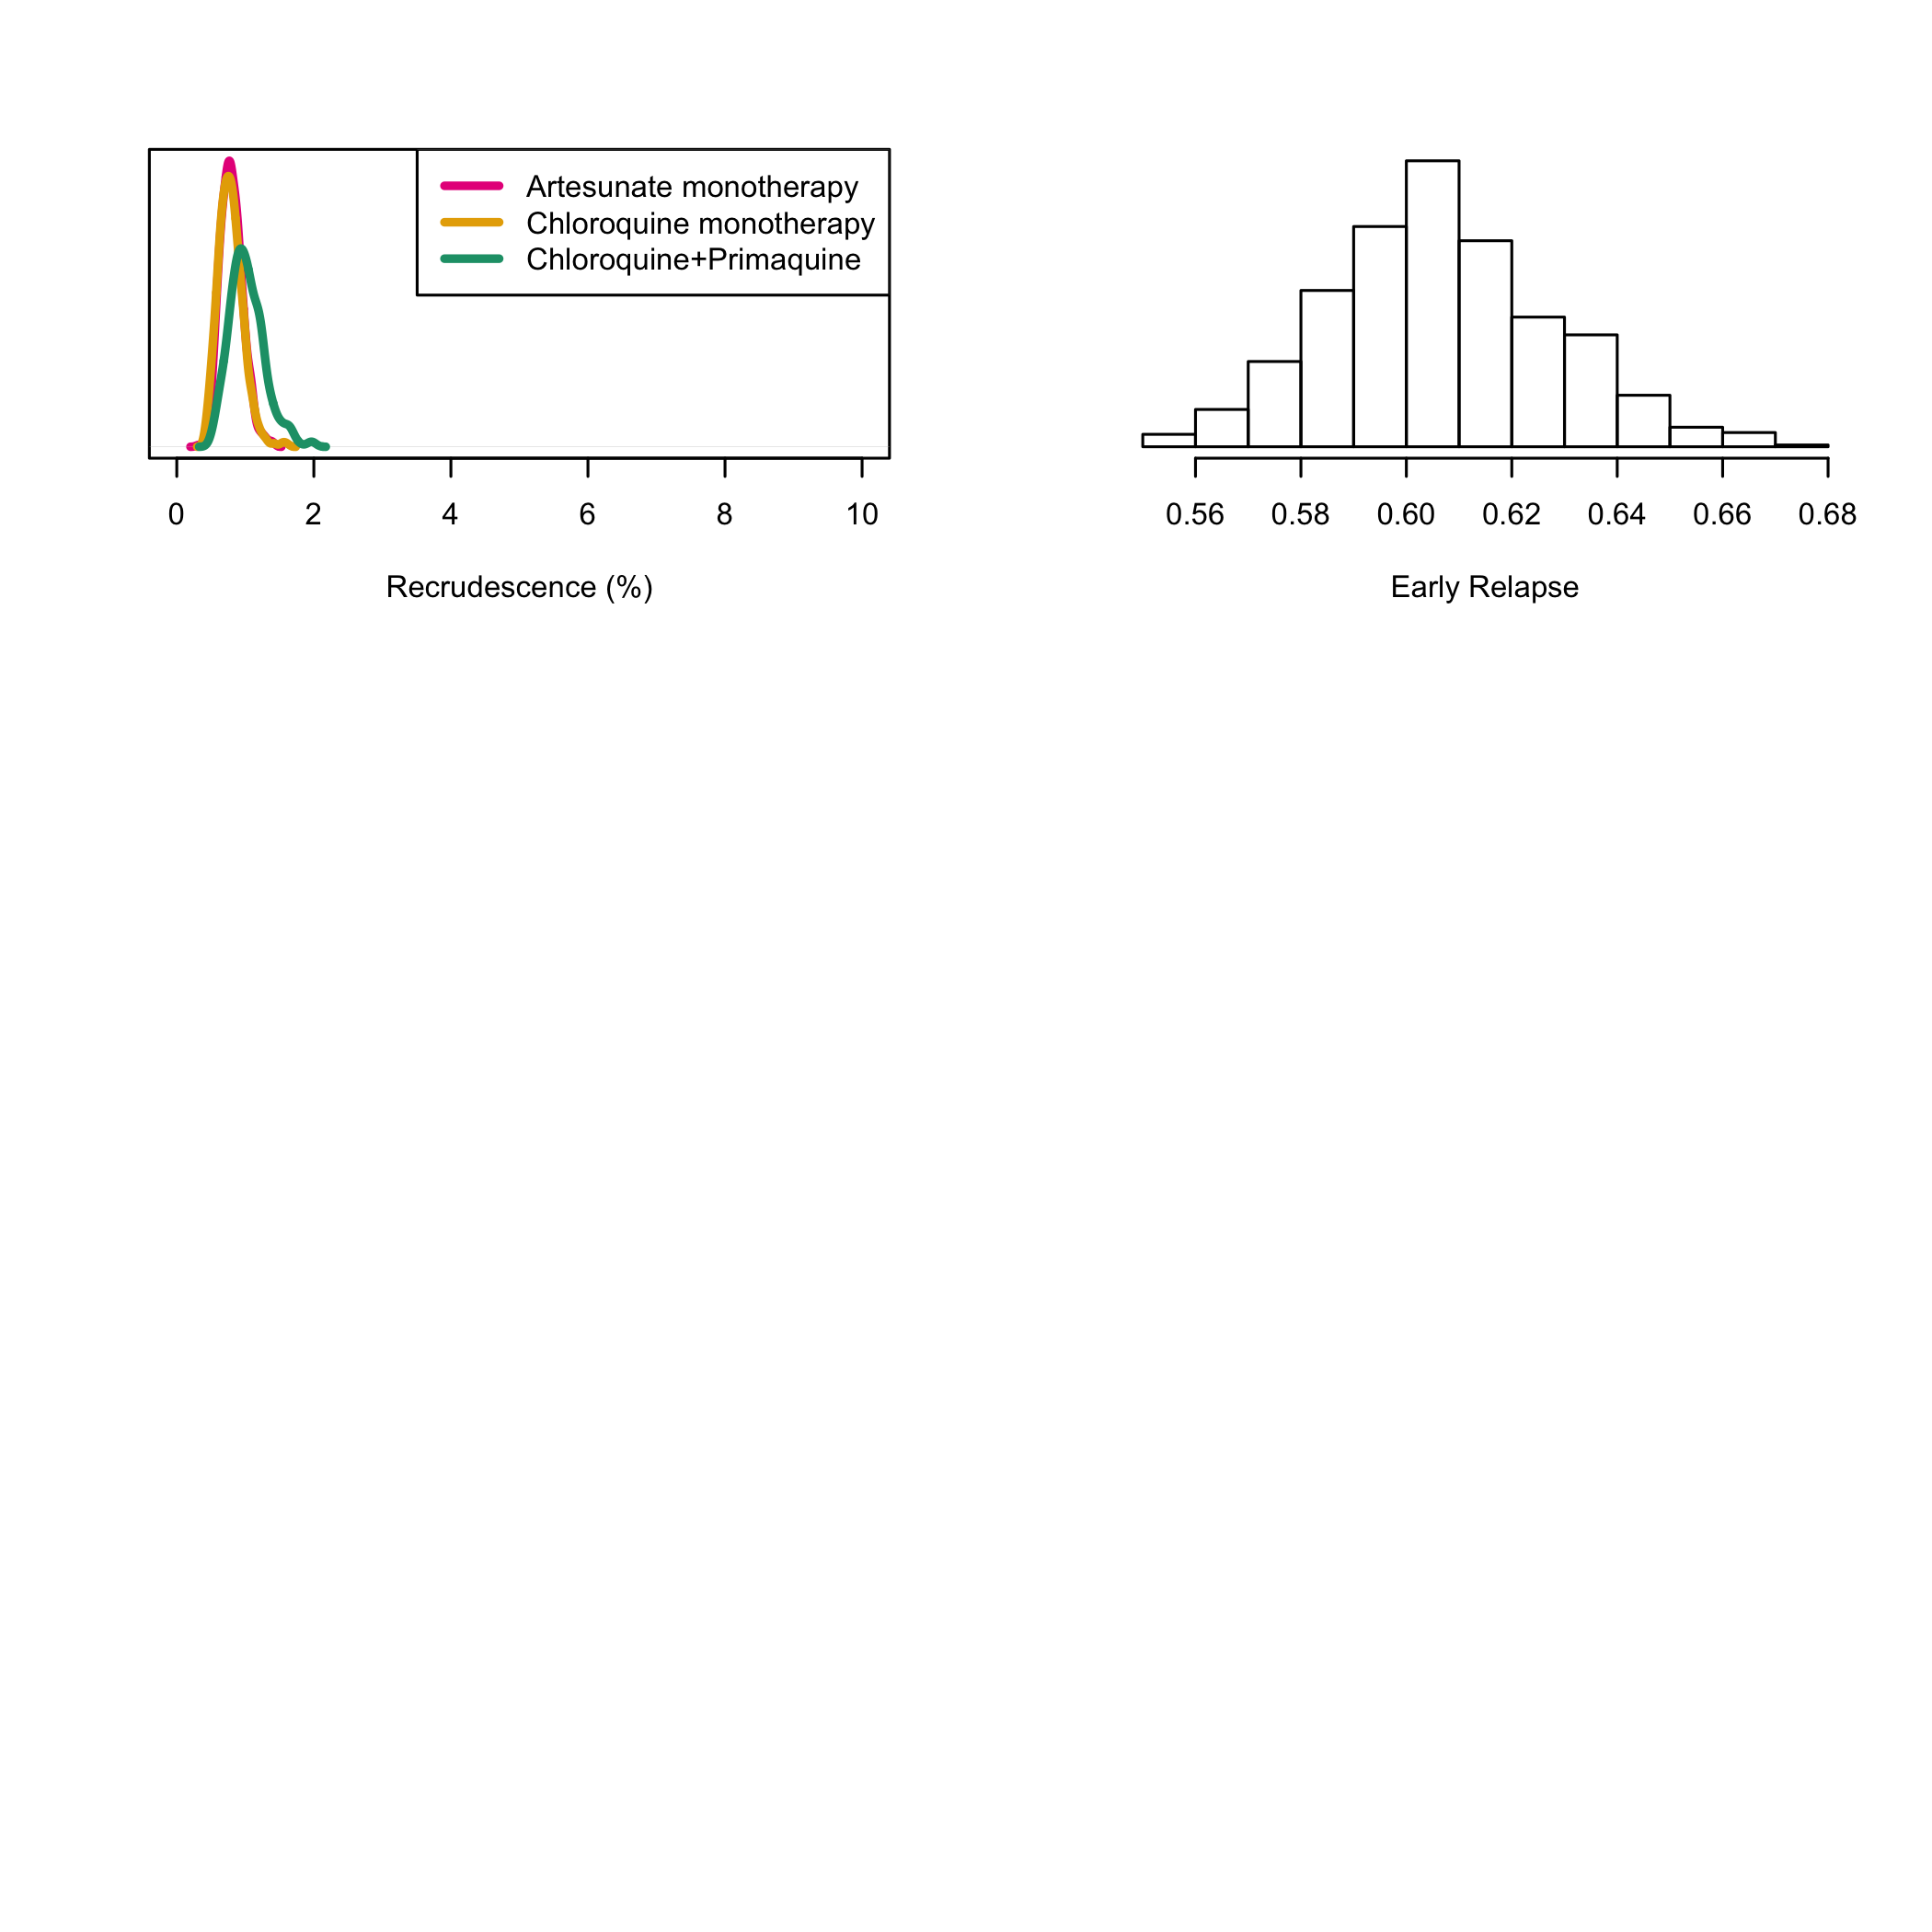 Artesunate monotherapy
Chloroquine monotherapy
Chloroquine+Primaquine
0 2 4 6 8 10
Recrudescence (%)
0.56 0.58 0.60 0.62 0.64 0.66 0.68
Early Relapse